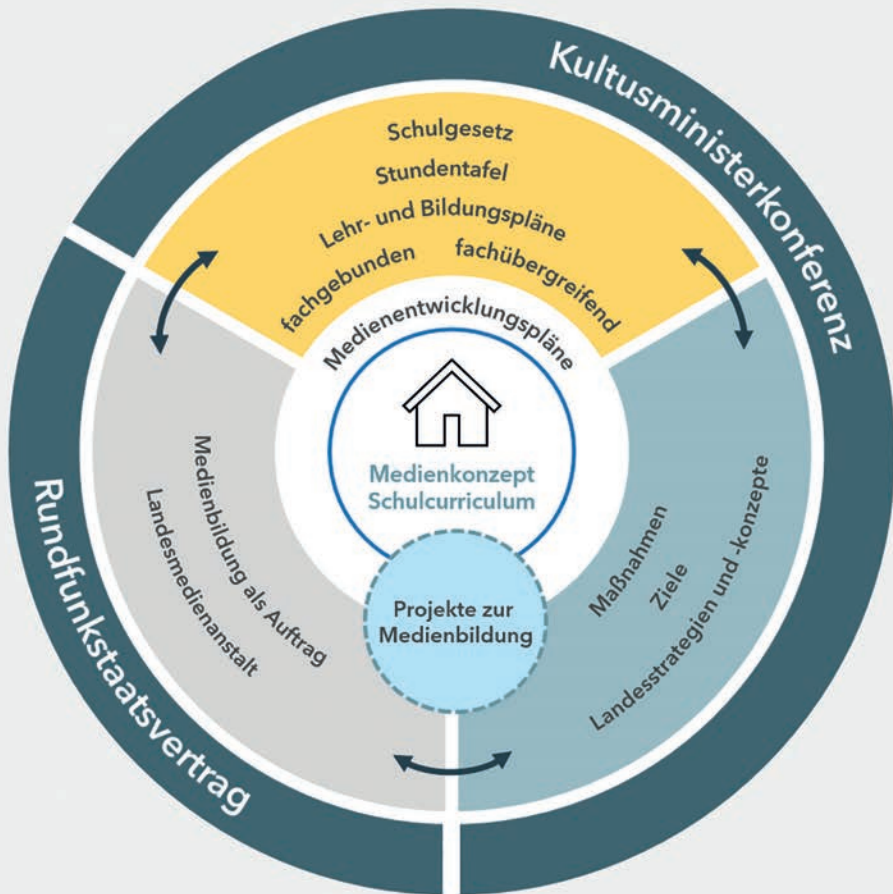 Kultusministerkonferenz
Schulgesetz
Stundentafel
Lehr- und Bildungspläne
fachgebunden fachübergreifend
Medienentwicklungspläne
Medienkonzept
Schulcurriculum
Projekte zur
Medienbildung
Rundfunkstaatsvertrag
Medienbildung als Auftrag
Landesmedienanstalt
Maßnahmen
Ziele
Landesstrategien und -konzepte